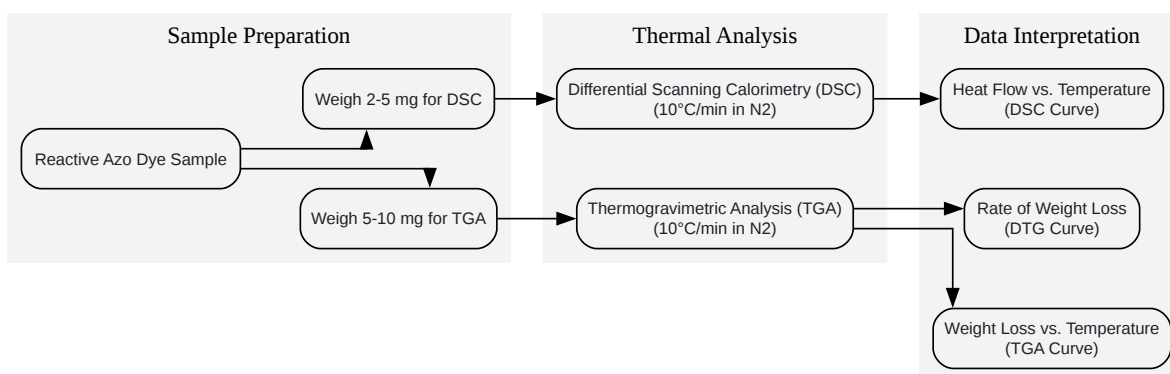 Sample Preparation
Thermal Analysis
Data Interpretation
Reactive Azo Dye Sample
Weigh 2-5 mg for DSC
Weigh 5-10 mg for TGA
Differential Scanning Calorimetry (DSC)
(10°C/min in N2)
Thermogravimetric Analysis (TGA)
(10°C/min in N2)
Heat Flow vs. Temperature
(DSC Curve)
Rate of Weight Loss
(DTG Curve)
Weight Loss vs. Temperature
(TGA Curve)